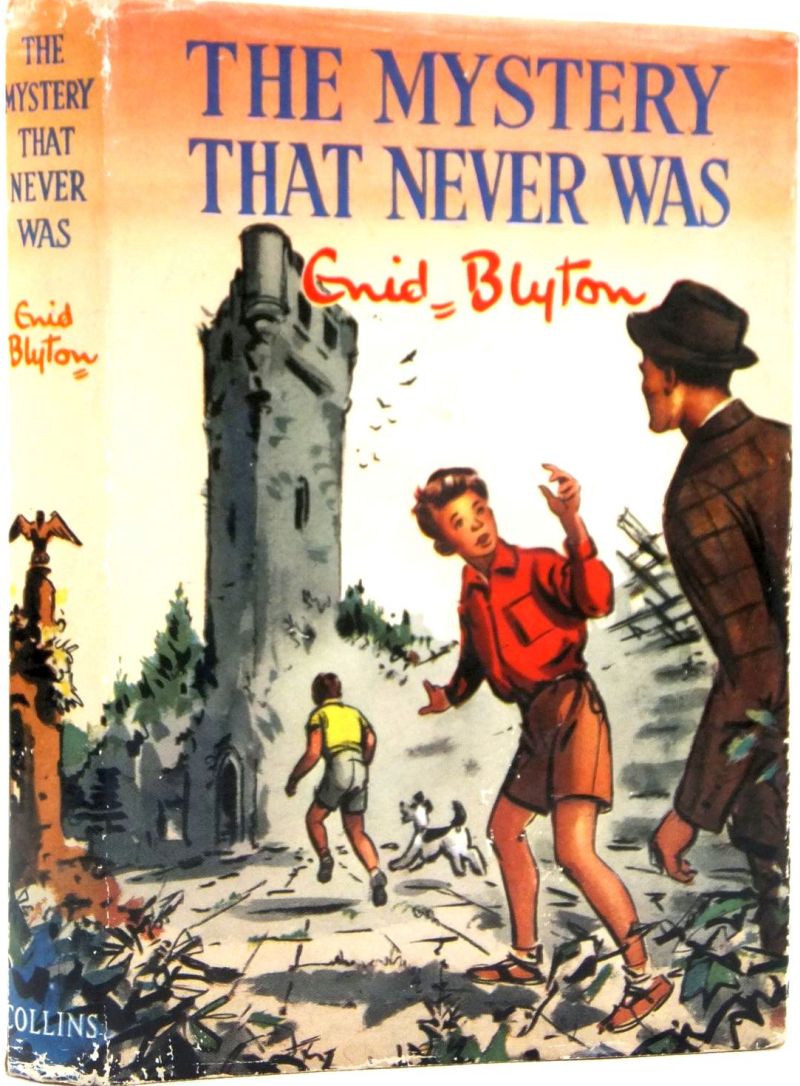 THE
MYSTERY
THAT
NEVER
WAS
Enid
Blyton
COLLINS
THE MYSTERY
THAT NEVER WAS
Enid Blyton